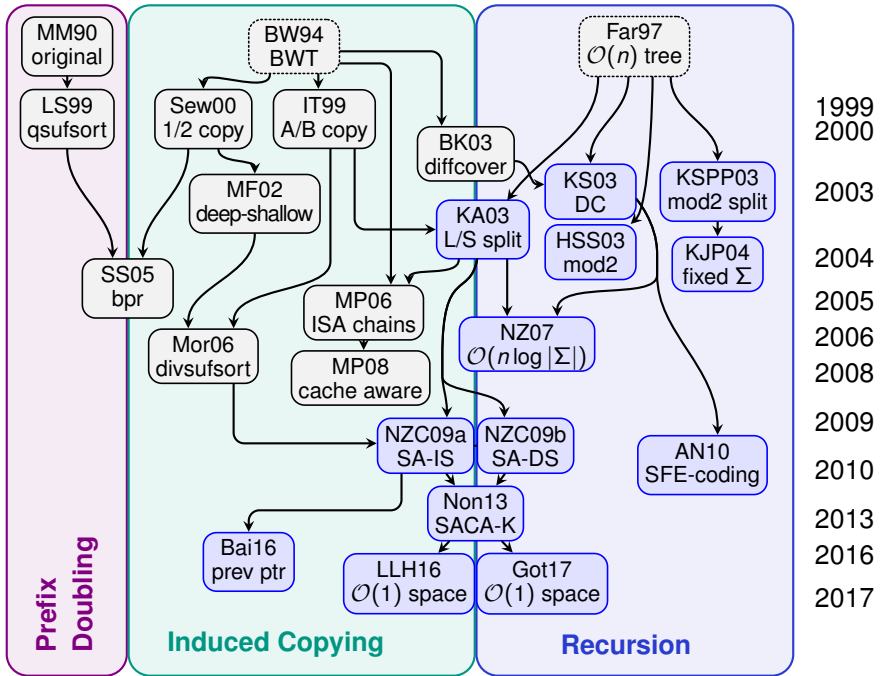 MM90
original
BW94
BWT
Far97
O(n) tree
LS99
qsufsort
Sew00
1/2 copy
IT99
A/B copy
BK03
diffcover
1999
2000
MF02
deep-shallow
KS03
DC
KSPP03
mod2 split
2003
KA03
L/S split
HSS03
mod2
KJP04
fixed Σ
2004
SS05
bpr
MP06
ISA chains
2005
Mor06
divsufsort
NZ07
O(n log |Σ|)
2006
MP08
cache aware
2008
NZC09a
SA-IS
NZC09b
SA-DS
2009
AN10
SFE-coding
2010
Non13
SACA-K
2013
Bai16
prev ptr
2016
LLH16
O(1) space
Got17
O(1) space
2017
Prefix
Doubling
Induced Copying
Recursion